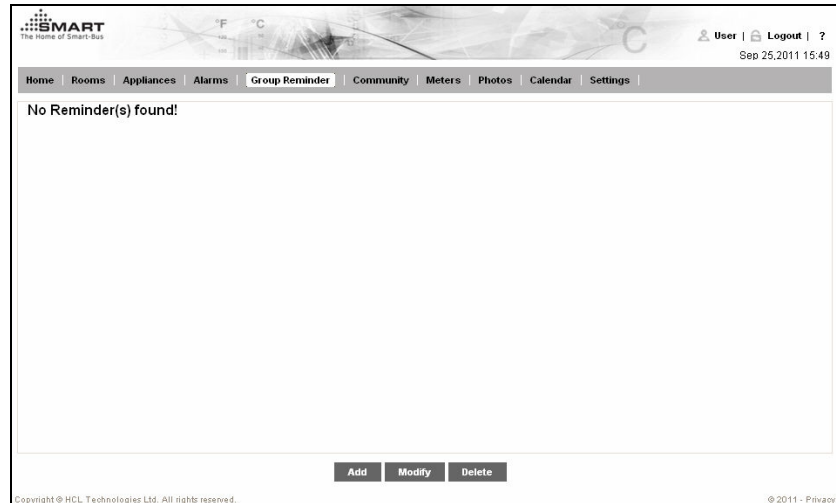 SMART
The Home of Smart-Bus
°F °C
C
User | Logout | ?
Sep 25,2011 15:49
Home | Rooms | Appliances | Alarms | Group Reminder | Community | Meters | Photos | Calendar | Settings |
No Reminder(s) found!
Add Modify Delete
Copyright © HCL Technologies Ltd. All rights reserved. © 2011 - Privacy